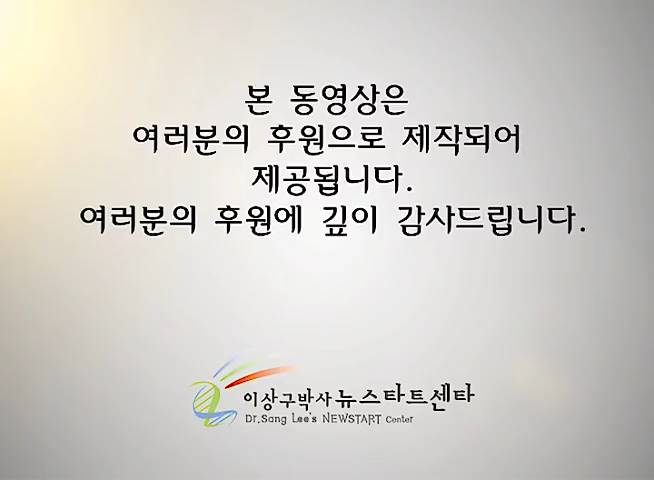 본 동영상은
여러분의 후원으로 제작되어
제공됩니다.
여러분의 후원에 깊이 감사드립니다.
이상구박사 뉴스타트센타
Dr.Sang Lee's NEWSTART Center